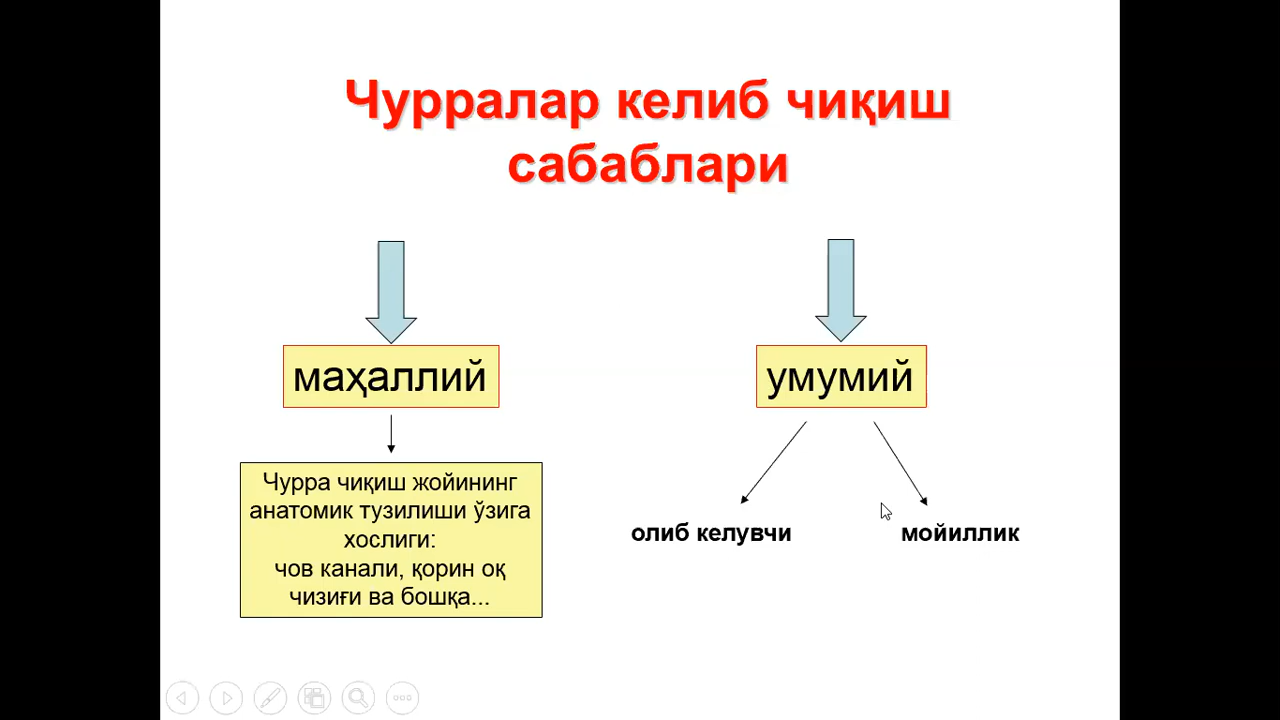 Чурралар келиб чиқиш
сабаблари
маҳаллий
умумий
Чурра чиқиш жойининг
анатомик тузилиши ўзига
хослиги:
чов канали, қорин оқ
чизиғи ва бошқа...
олиб келувчи
мойиллик